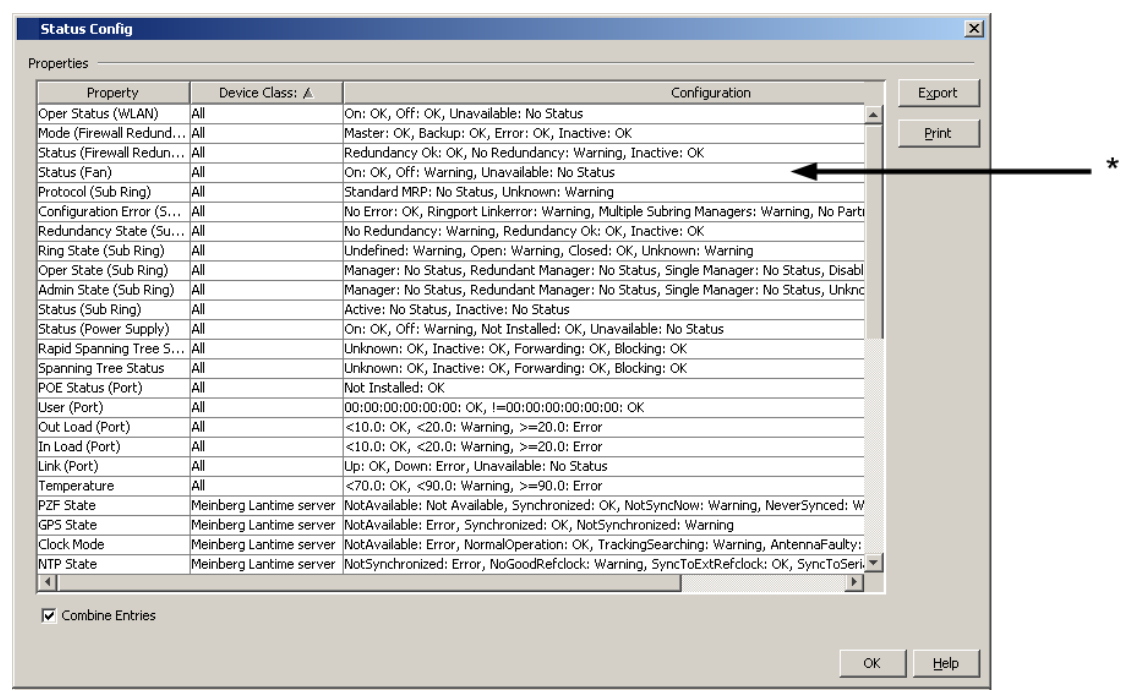 Status Config
Properties
Property Device Class: Configuration
Oper Status (WLAN) All On: OK, Off: OK, Unavailable: No Status
Mode (Firewall Redund... All Master: OK, Backup: OK, Error: OK, Inactive: OK
Status (Firewall Redun... All Redundancy Ok: OK, No Redundancy: Warning, Inactive: OK
Status (Fan) All On: OK, Off: Warning, Unavailable: No Status
Protocol (Sub Ring) All Standard MRP: No Status, Unknown: Warning
Configuration Error (S... All No Error: OK, Ringport Linkerror: Warning, Multiple Subring Managers: Warning, No Partn
Redundancy State (Su... All No Redundancy: Warning, Redundancy Ok: OK, Inactive: OK
Ring State (Sub Ring) All Undefined: Warning, Open: Warning, Closed: OK, Unknown: Warning
Oper State (Sub Ring) All Manager: No Status, Redundant Manager: No Status, Single Manager: No Status, Disabl
Admin State (Sub Ring) All Manager: No Status, Redundant Manager: No Status, Single Manager: No Status, Unkno
Status (Sub Ring) All Active: No Status, Inactive: No Status
Status (Power Supply) All On: OK, Off: Warning, Not Installed: OK, Unavailable: No Status
Rapid Spanning Tree S... All Unknown: OK, Inactive: OK, Forwarding: OK, Blocking: OK
Spanning Tree Status All Unknown: OK, Inactive: OK, Forwarding: OK, Blocking: OK
POE Status (Port) All Not Installed: OK
User (Port) All 00:00:00:00:00:00: OK, !=00:00:00:00:00:00: OK
Out Load (Port) All <10.0: OK, <20.0: Warning, >=20.0: Error
In Load (Port) All <10.0: OK, <20.0: Warning, >=20.0: Error
Link (Port) All Up: OK, Down: Error, Unavailable: No Status
Temperature All <70.0: OK, <90.0: Warning, >=90.0: Error
PZF State Meinberg Lantime server NotAvailable: Not Available, Synchronized: OK, NotSyncNow: Warning, NeverSynced: W
GPS State Meinberg Lantime server NotAvailable: Error, Synchronized: OK, NotSynchronized: Warning
Clock Mode Meinberg Lantime server NotAvailable: Error, NormalOperation: OK, TrackingSearching: Warning, AntennaFaulty:
NTP State Meinberg Lantime server NotSynchronized: Error, NoGoodRefclock: Warning, SyncToExtRefclock: OK, SyncToSeri
Export
Print
*
Combine Entries
OK Help